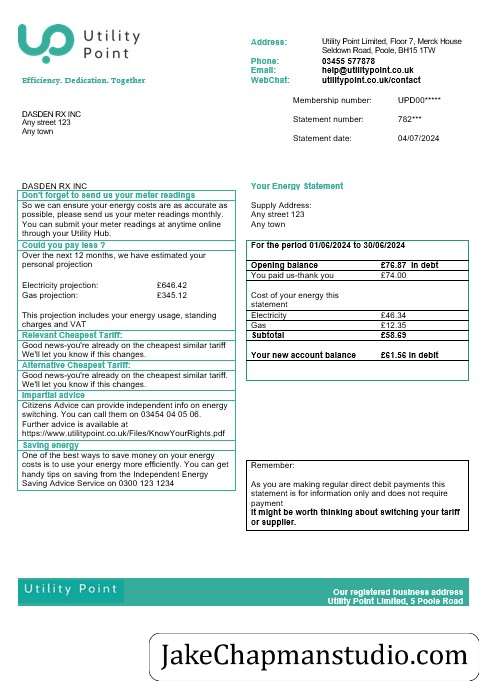 Utility
Point
Efficiency. Dedication. Together
Address: Utility Point Limited, Floor 7, Merck House
Seldown Road, Poole, BH15 1TW
Phone: 03455 577878
Email: help@utilitypoint.co.uk
WebChat: utilitypoint.co.uk/contact
Membership number: UPD00*****
Statement number: 782***
Statement date: 04/07/2024
DASDEN RX INC
Any street 123
Any town
DASDEN RX INC
Don't forget to send us your meter readings
So we can ensure your energy costs are as accurate as
possible, please send us your meter readings monthly.
You can submit your meter readings at anytime online
through your Utility Hub.
Could you pay less ?
Over the next 12 months, we have estimated your
personal projection
Electricity projection: £646.42
Gas projection: £345.12
This projection includes your energy usage, standing
charges and VAT
Relevant Cheapest Tariff:
Good news-you're already on the cheapest similar tariff
We'll let you know if this changes.
Alternative Cheapest Tariff:
Good news-you're already on the cheapest similar tariff
We'll let you know if this changes.
Impartial advice
Citizens Advice can provide independent info on energy
switching. You can call them on 03454 04 05 06.
Further advice is available at
https://www.utilitypoint.co.uk/Files/KnowYourRights.pdf
Saving energy
One of the best ways to save money on your energy
costs is to use your energy more efficiently. You can get
handy tips on saving from the Independent Energy
Saving Advice Service on 0300 123 1234
Your Energy Statement
Supply Address:
Any street 123
Any town
For the period 01/06/2024 to 30/06/2024
Opening balance £76.87 in debt
You paid us-thank you £74.00
Cost of your energy this
statement
Electricity £46.34
Gas £12.35
Subtotal £58.69
Your new account balance £61.56 in debit
Remember:
As you are making regular direct debit payments this
statement is for information only and does not require
payment
It might be worth thinking about switching your tariff
or supplier.
Utility Point
Our registered business address
Utility Point Limited, 5 Poole Road
JakeChapmanstudio.com